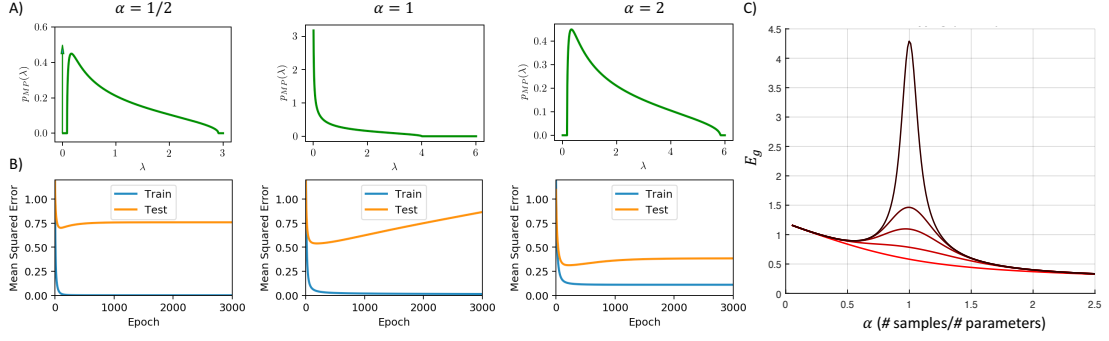 A)
α = 1/2
α = 1
α = 2
C)
p_MP(λ)
0.6
0.4
0.2
0.0
0
1
2
3
λ
p_MP(λ)
3
2
1
0
0
2
4
6
λ
p_MP(λ)
0.4
0.3
0.2
0.1
0.0
0
2
4
6
λ
B)
Mean Squared Error
1.00
0.75
0.50
0.25
0.00
0
1000
2000
3000
Epoch
Train
Test
Mean Squared Error
1.00
0.75
0.50
0.25
0.00
0
1000
2000
3000
Epoch
Train
Test
Mean Squared Error
1.00
0.75
0.50
0.25
0.00
0
1000
2000
3000
Epoch
Train
Test
E_g
4.5
4
3.5
3
2.5
2
1.5
1
0.5
0
0
0.5
1
1.5
2
2.5
α (# samples/# parameters)